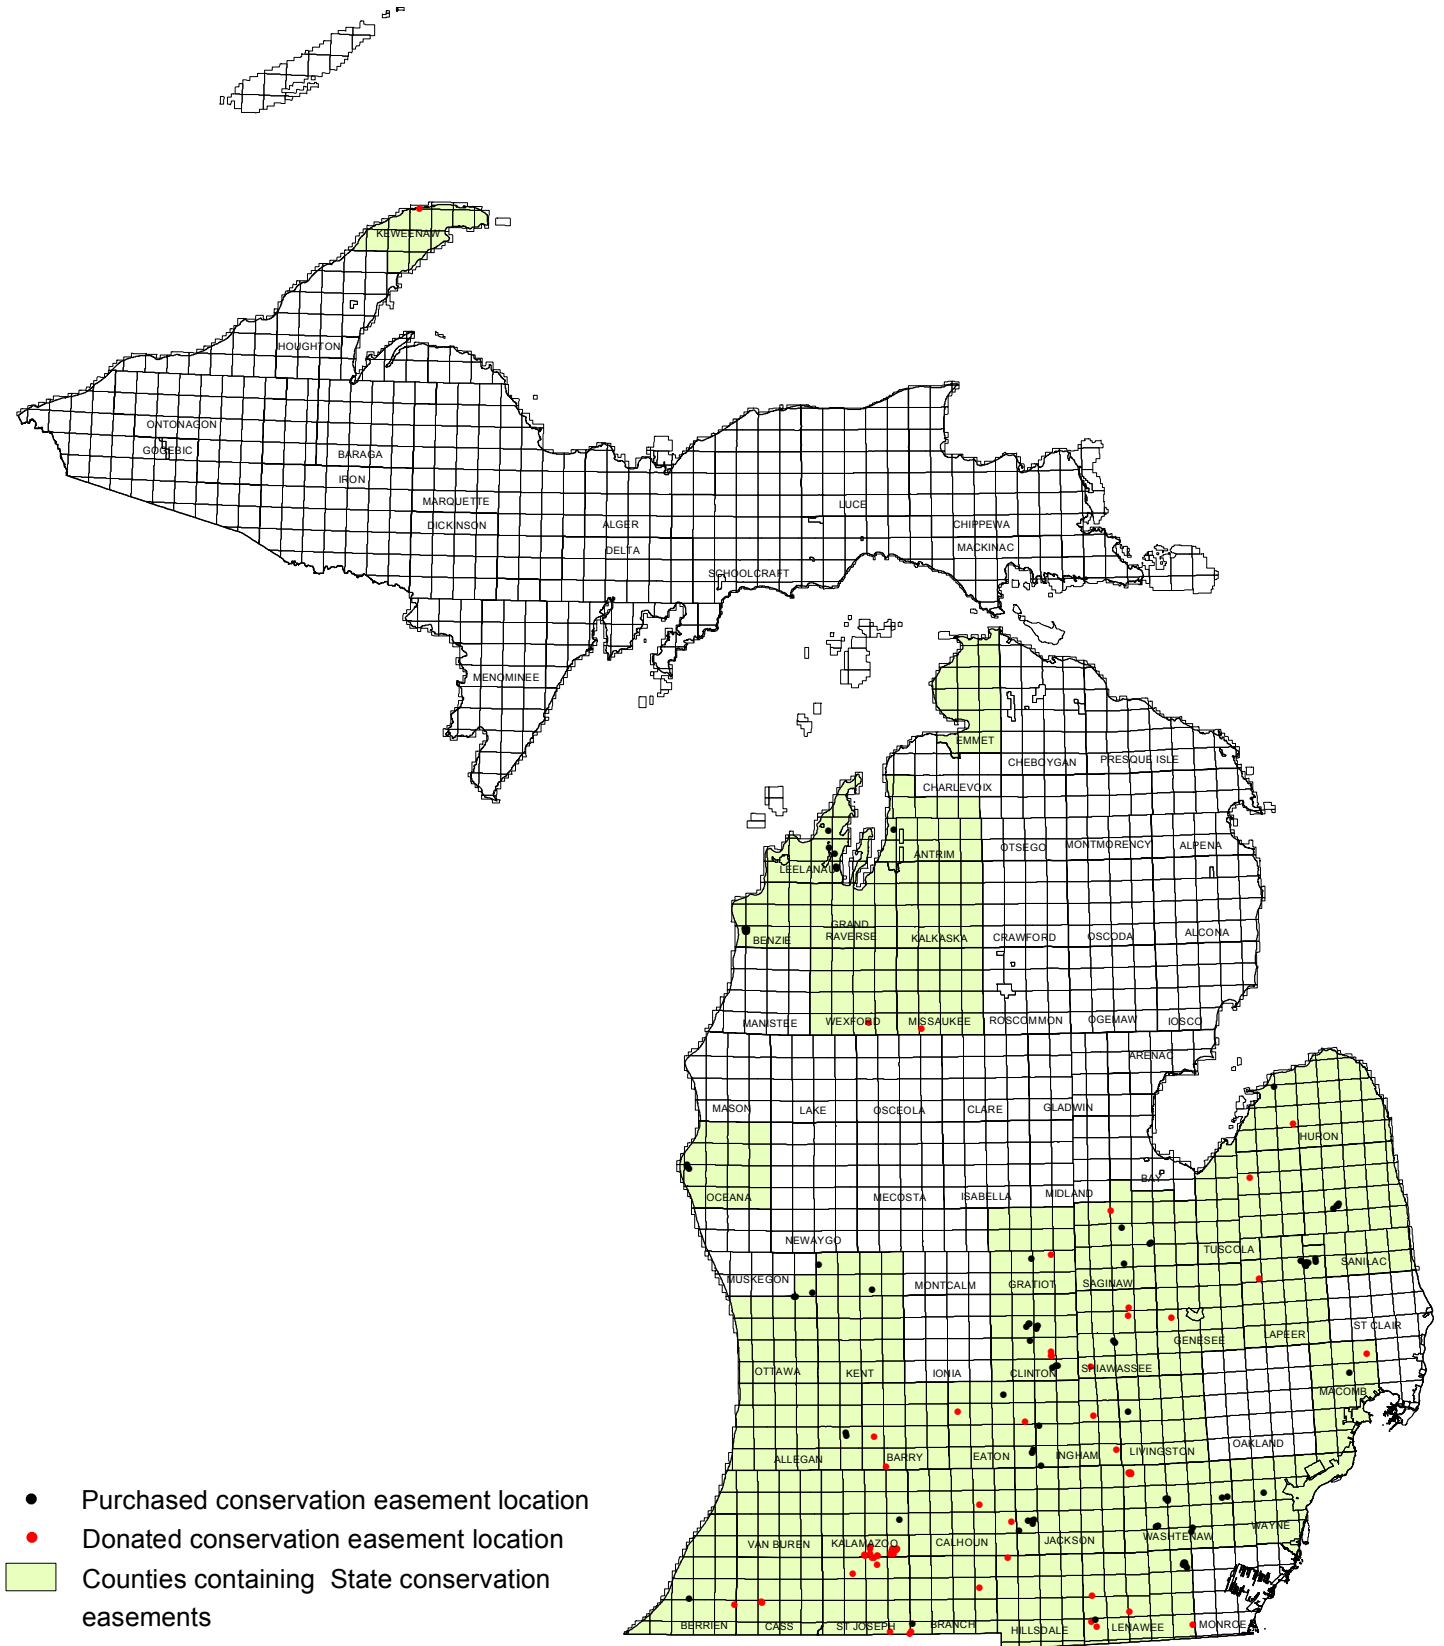 KEWEENAW
HOUGHTON
ONTONAGON
GOGEBIC
BARAGA
IRON
MARQUETTE
DICKINSON
ALGER
DELTA
LUCE
CHIPPEWA
MACKINAC
SCHOOLCRAFT
MENOMINEE
EMMET
CHEBOYGAN
PRESQUE ISLE
CHARLEVOIX
ANTRIM
OTSEGO
MONTMORENCY
ALPENA
LEELANAU
BENZIE
GRAND
RAVERSE
KALKASKA
CRAWFORD
OSCODA
ALCONA
MANISTEE
WEXFORD
MISSAUKEE
ROSCOMMON
OGEMAW
IOSCO
ARENAC
MASON
LAKE
OSCEOLA
CLARE
GLADWIN
HURON
BAY
OCEANA
MECOSTA
ISABELLA
MIDLAND
NEWAYGO
TUSCOLA
SANILAC
MUSKEGON
MONTCALM
GRATIOT
SAGINAW
ST CLAIR
GENESEE
LAPEER
OTTAWA
KENT
IONIA
CLINTON
SHIAWASSEE
MACOMB
ALLEGAN
BARRY
EATON
INGHAM
LIVINGSTON
OAKLAND
VAN BUREN
KALAMAZOO
CALHOUN
JACKSON
WASHTENAW
WAYNE
BERRIEN
CASS
ST JOSEPH
BRANCH
HILLSDALE
LENAWEE
MONROE
Purchased conservation easement location
Donated conservation easement location
Counties containing State conservation
easements